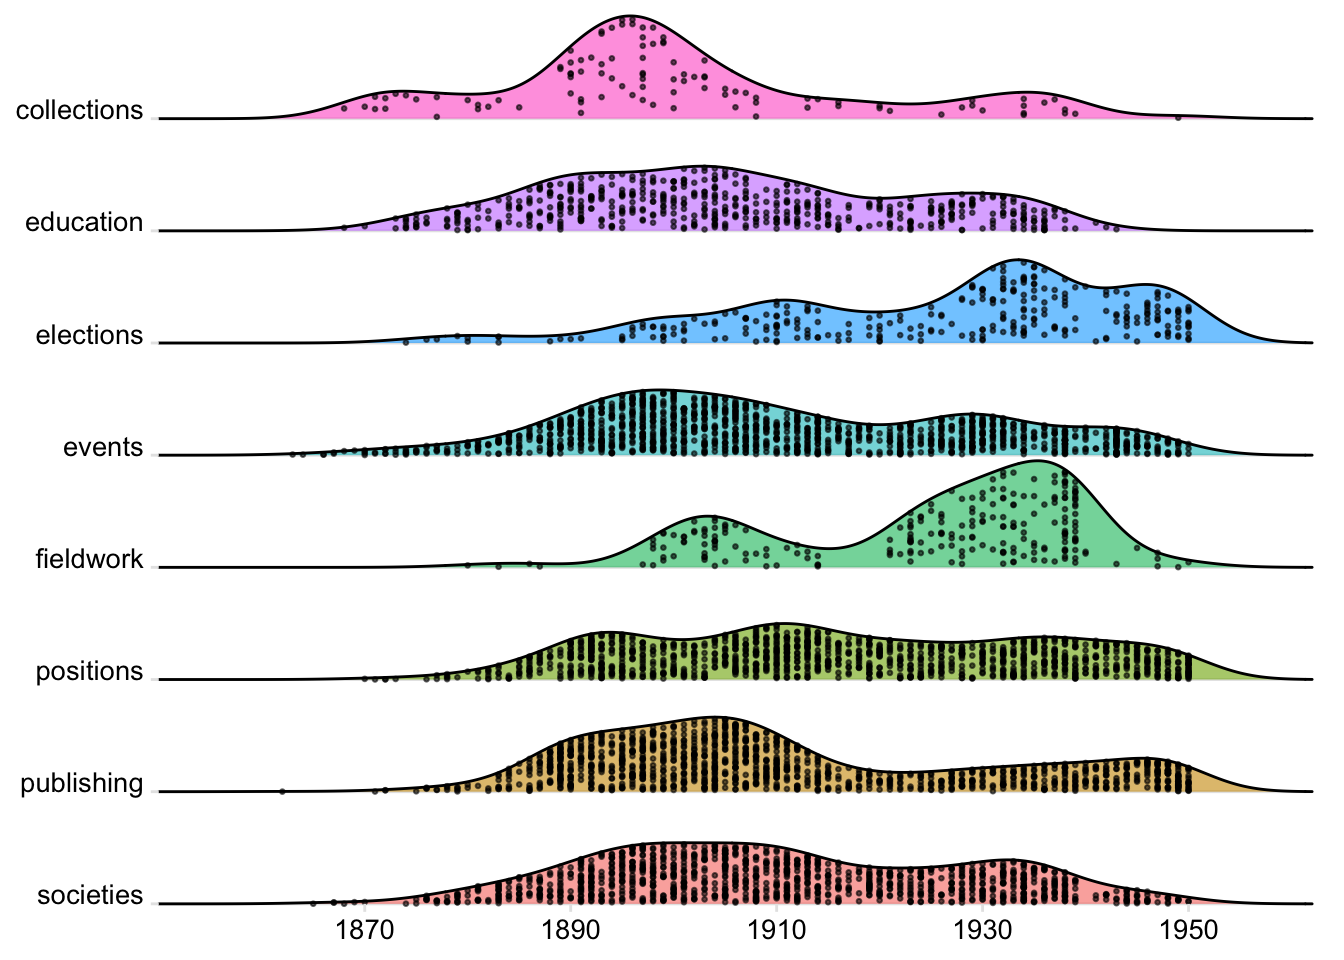 collections
education
elections
events
fieldwork
positions
publishing
societies
1870 1890 1910 1930 1950